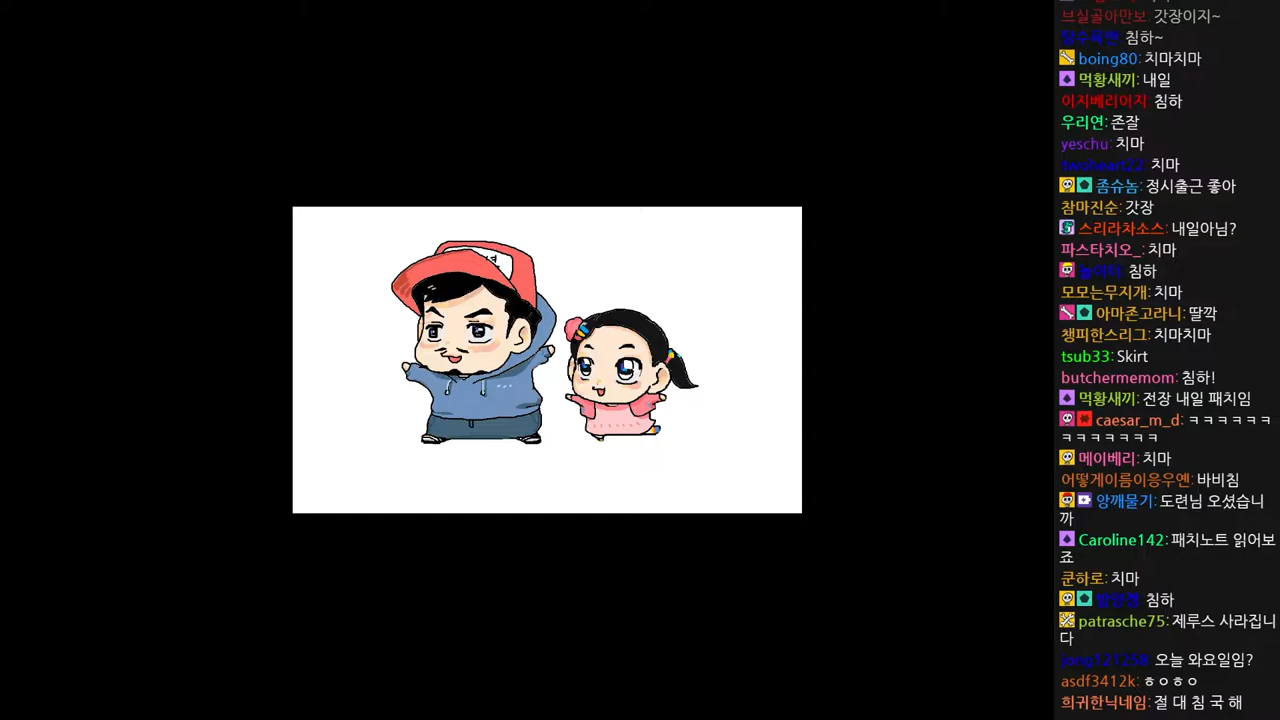 브실골아만보: 갓장이지~
탕수육맨: 침하~
boing80: 치마치마
먹황새끼: 내일
이지베리이지: 침하
우리연: 존잘
yeschu: 치마
twoheart22: 치마
좀슈놈: 정시출근 좋아
참마진순: 갓장
스리라차소스: 내일아님?
파스타치오_: 치마
침하
모모는무지개: 치마
아마존고라니: 딸깍
챙피한스리그: 치마치마
tsub33: Skirt
butchermemom: 침하!
먹황새끼: 전장 내일 패치임
caesar_m_d: ㅋㅋㅋㅋㅋㅋ
ㅋㅋㅋㅋㅋㅋㅋ
메이베리: 치마
어떻게이름이응우옌: 바비침
앙깨물기: 도련님 오셨습니
까
Caroline142: 패치노트 읽어보
죠
쿤하로: 치마
밤양갱: 침하
patrasche75: 제루스 사라집니
다
jong121258: 오늘 와요일임?
asdf3412k: ㅎㅇㅎㅇ
희귀한닉네임: 절 대 침 국 해